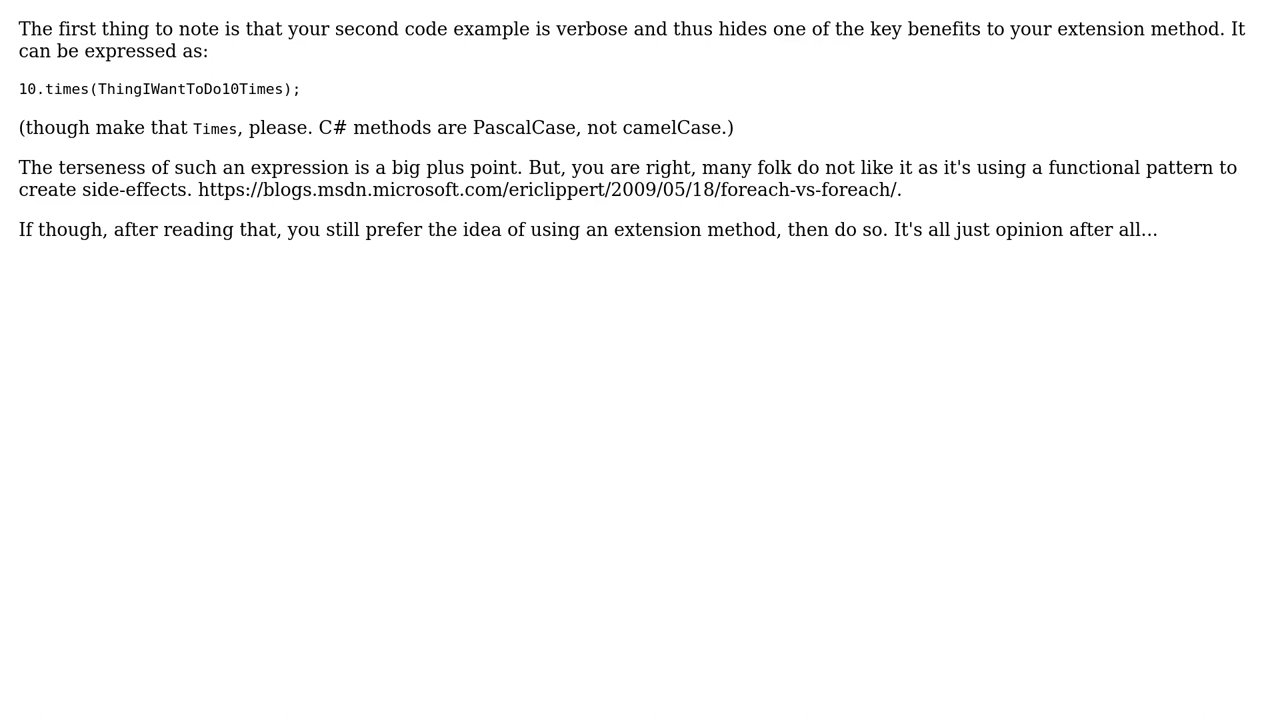 The first thing to note is that your second code example is verbose and thus hides one of the key benefits to your extension method. It
can be expressed as:
10.times(ThingIWantToDo10Times);
(though make that Times, please. C# methods are PascalCase, not camelCase.)
The terseness of such an expression is a big plus point. But, you are right, many folk do not like it as it's using a functional pattern to
create side-effects. https://blogs.msdn.microsoft.com/ericlippert/2009/05/18/foreach-vs-foreach/.
If though, after reading that, you still prefer the idea of using an extension method, then do so. It's all just opinion after all...